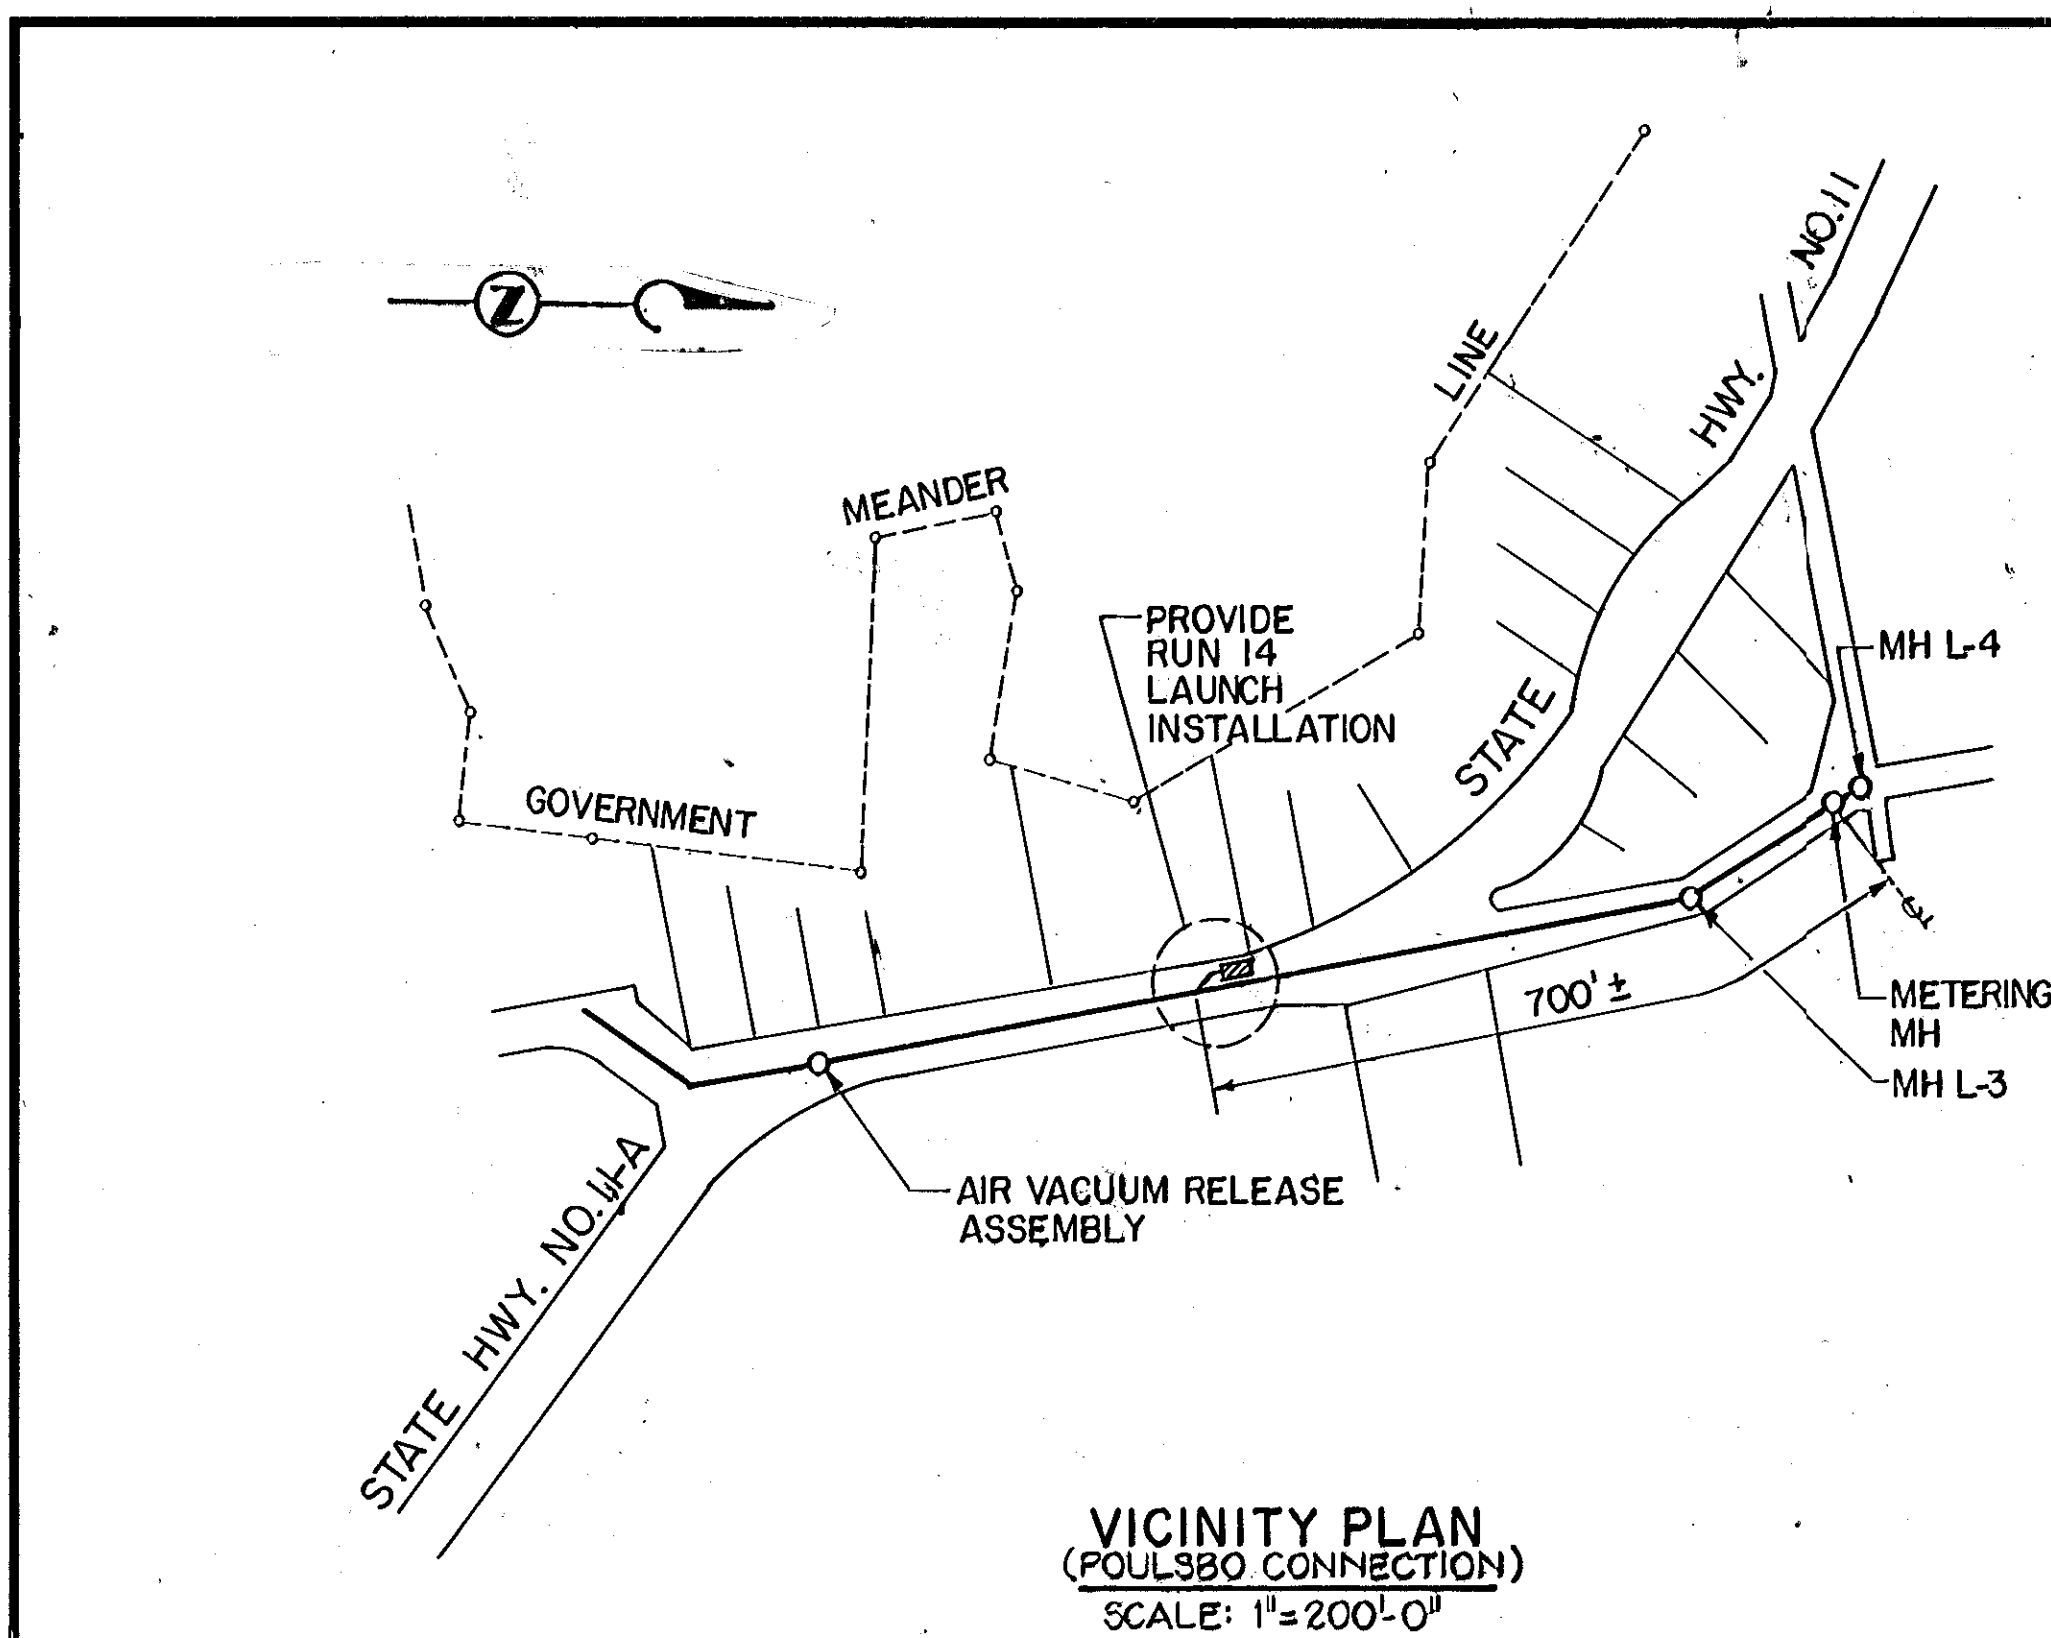 NO. 11
Z
LINE
HWY.
MEANDER
PROVIDE
RUN 14
LAUNCH
INSTALLATION
MH L-4
STATE
GOVERNMENT
℄
700' ±
METERING
MH
MH L-3
AIR VACUUM RELEASE
ASSEMBLY
STATE HWY. NO. 11-A
VICINITY PLAN
(POULSBO CONNECTION)
SCALE: 1"=200'-0"